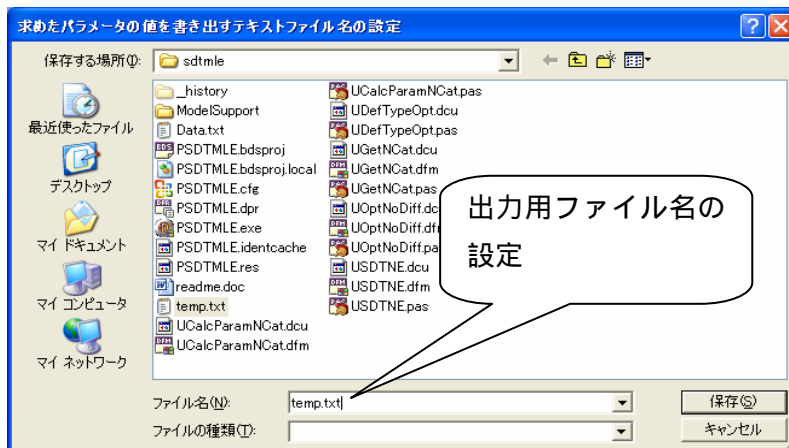 求めたパラメータの値を書き出すテキストファイル名の設定
保存する場所(I):
sdtmle
最近使ったファイル
デスクトップ
マイ ドキュメント
マイ コンピュータ
マイ ネットワーク
_history
ModelSupport
Data.txt
PSDTMLE.bdsproj
PSDTMLE.bdsproj.local
PSDTMLE.cfg
PSDTMLE.dpr
PSDTMLE.exe
PSDTMLE.identcache
PSDTMLE.res
readme.doc
temp.txt
UCalcParamNCat.dcu
UCalcParamNCat.dfm
UCalcParamNCat.pas
UDefTypeOpt.dcu
UDefTypeOpt.pas
UGetNCat.dcu
UGetNCat.dfm
UGetNCat.pas
UOptNoDiff.dc
UOptNoDiff.df
UOptNoDiff.pa
USDTNE.dcu
USDTNE.dfm
USDTNE.pas
出力用ファイル名の
設定
ファイル名(N):
temp.txt
保存(S)
ファイルの種類(T):
キャンセル